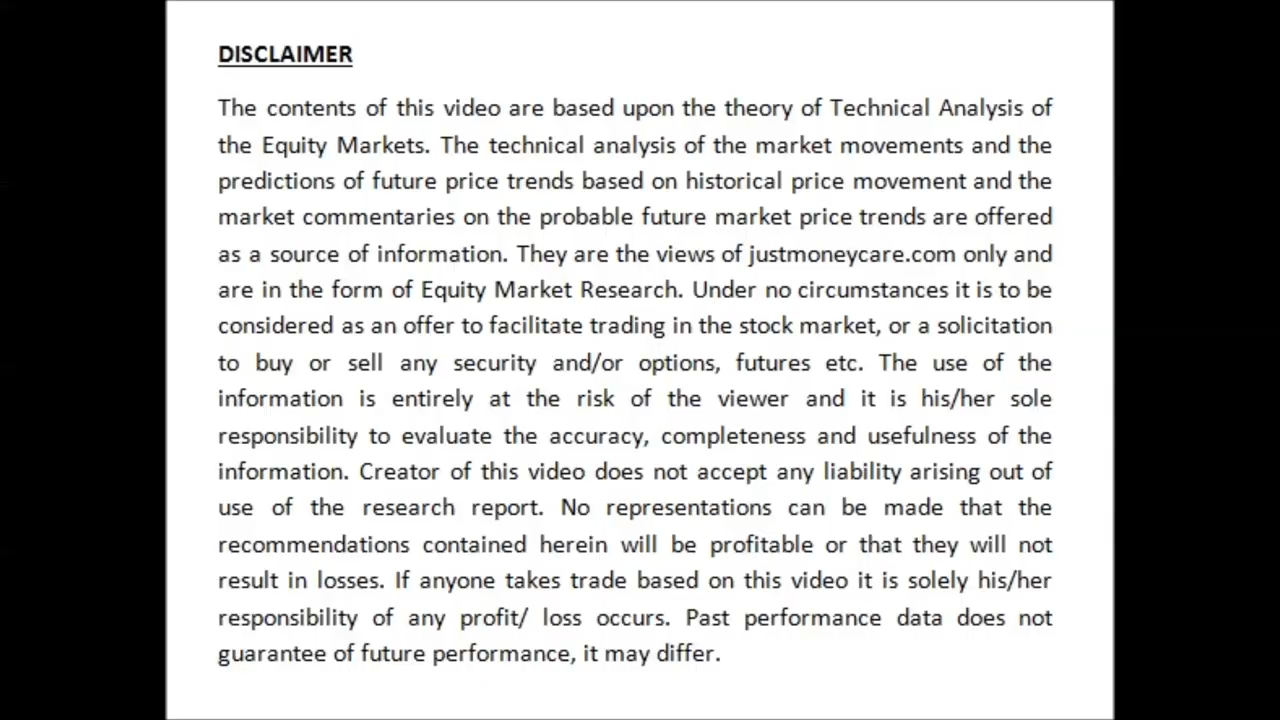 DISCLAIMER
The contents of this video are based upon the theory of Technical Analysis of
the Equity Markets. The technical analysis of the market movements and the
predictions of future price trends based on historical price movement and the
market commentaries on the probable future market price trends are offered
as a source of information. They are the views of justmoneycare.com only and
are in the form of Equity Market Research. Under no circumstances it is to be
considered as an offer to facilitate trading in the stock market, or a solicitation
to buy or sell any security and/or options, futures etc. The use of the
information is entirely at the risk of the viewer and it is his/her sole
responsibility to evaluate the accuracy, completeness and usefulness of the
information. Creator of this video does not accept any liability arising out of
use of the research report. No representations can be made that the
recommendations contained herein will be profitable or that they will not
result in losses. If anyone takes trade based on this video it is solely his/her
responsibility of any profit/ loss occurs. Past performance data does not
guarantee of future performance, it may differ.